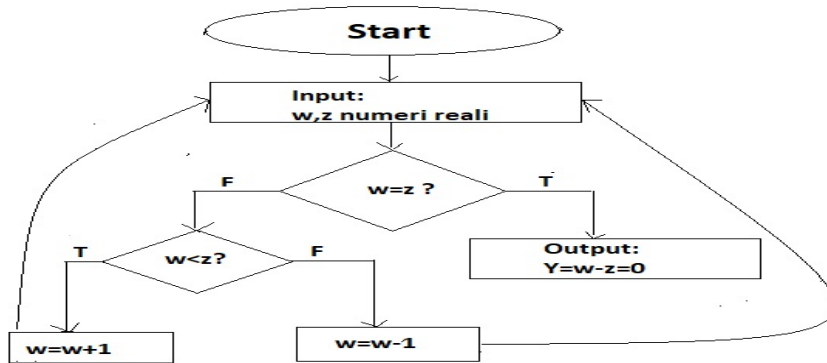 Start
Input:
w,z numeri reali
w=z ?
F
T
w<z?
T
F
Output:
Y=w-z=0
w=w+1
w=w-1